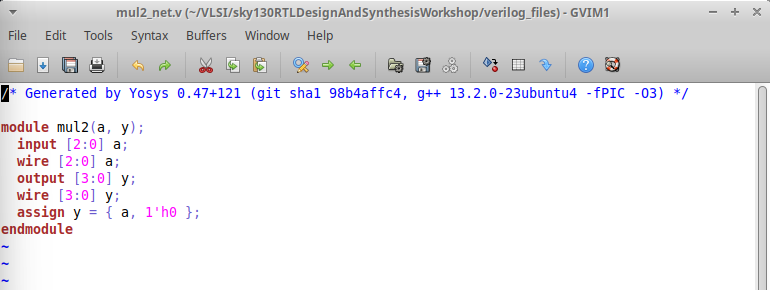 mul2_net.v (~/VLSI/sky130RTLDesignAndSynthesisWorkshop/verilog_files) - GVIM1
File Edit Tools Syntax Buffers Window Help
/* Generated by Yosys 0.47+121 (git sha1 98b4affc4, g++ 13.2.0-23ubuntu4 -fPIC -O3) */
module mul2(a, y);
  input [2:0] a;
  wire [2:0] a;
  output [3:0] y;
  wire [3:0] y;
  assign y = { a, 1'h0 };
endmodule
~
~
~